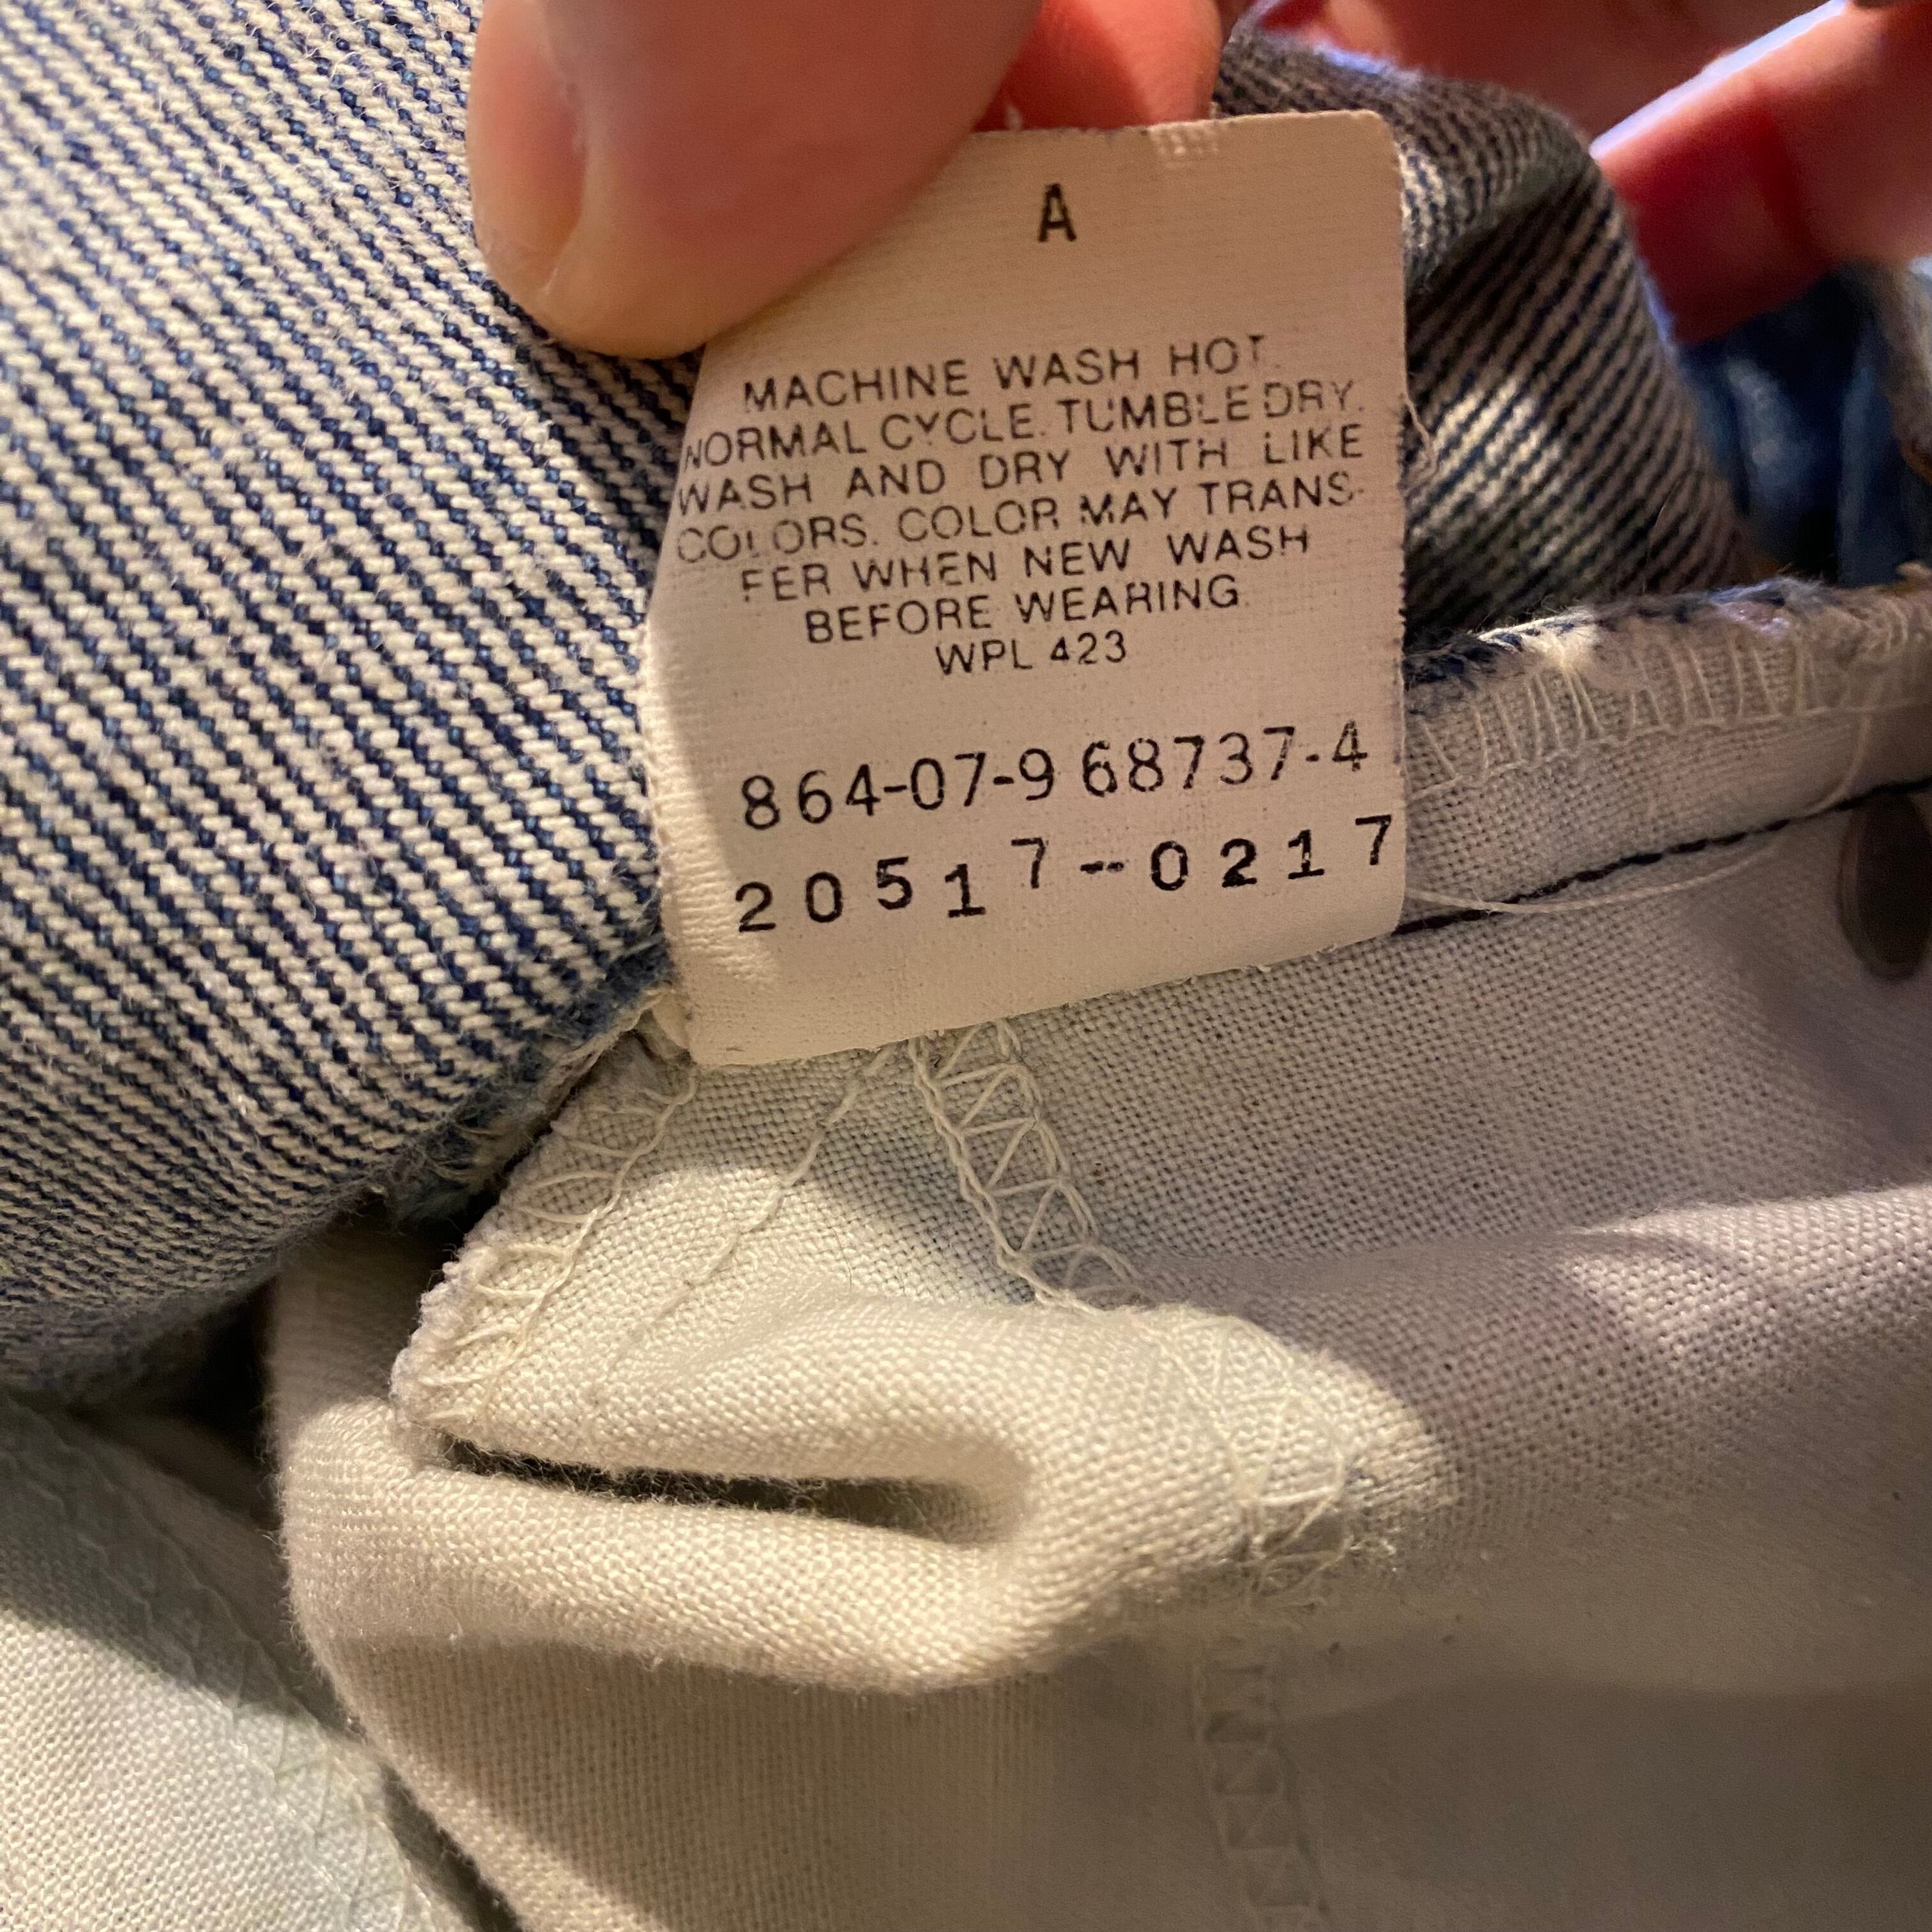 A
MACHINE WASH HOT.
NORMAL CYCLE. TUMBLE DRY.
WASH AND DRY WITH LIKE
COLORS. COLOR MAY TRANS-
FER WHEN NEW WASH
BEFORE WEARING.
WPL 423
864-07-9 68737-4
20517--0217